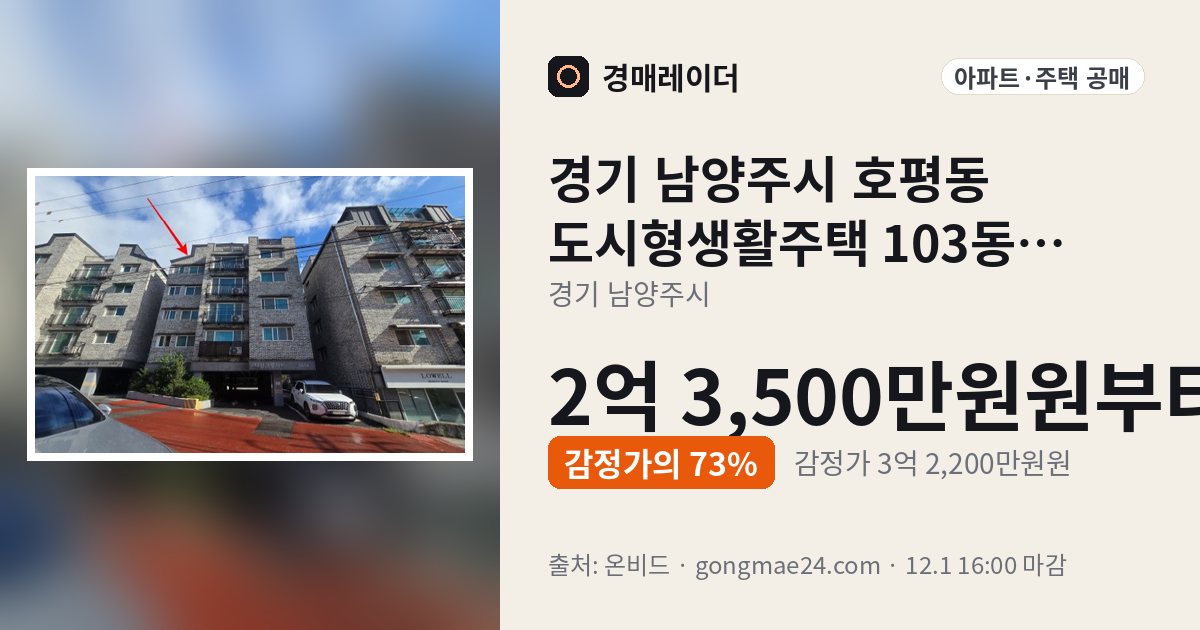 경매레이더
아파트·주택 공매
경기 남양주시 호평동
도시형생활주택 103동…
경기 남양주시
2억 3,500만원원부터
감정가의 73%
감정가 3억 2,200만원원
출처: 온비드 · gongmae24.com · 12.1 16:00 마감
LOWELL